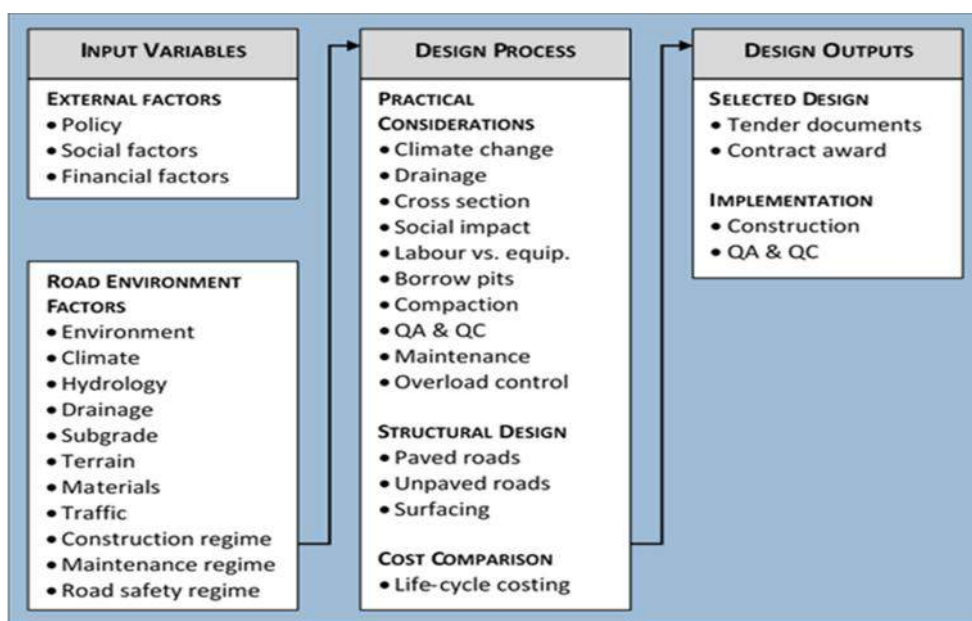 INPUT VARIABLES
EXTERNAL FACTORS
• Policy
• Social factors
• Financial factors
ROAD ENVIRONMENT
FACTORS
• Environment
• Climate
• Hydrology
• Drainage
• Subgrade
• Terrain
• Materials
• Traffic
• Construction regime
• Maintenance regime
• Road safety regime
DESIGN PROCESS
PRACTICAL
CONSIDERATIONS
• Climate change
• Drainage
• Cross section
• Social impact
• Labour vs. equip.
• Borrow pits
• Compaction
• QA & QC
• Maintenance
• Overload control
STRUCTURAL DESIGN
• Paved roads
• Unpaved roads
• Surfacing
COST COMPARISON
• Life-cycle costing
DESIGN OUTPUTS
SELECTED DESIGN
• Tender documents
• Contract award
IMPLEMENTATION
• Construction
• QA & QC